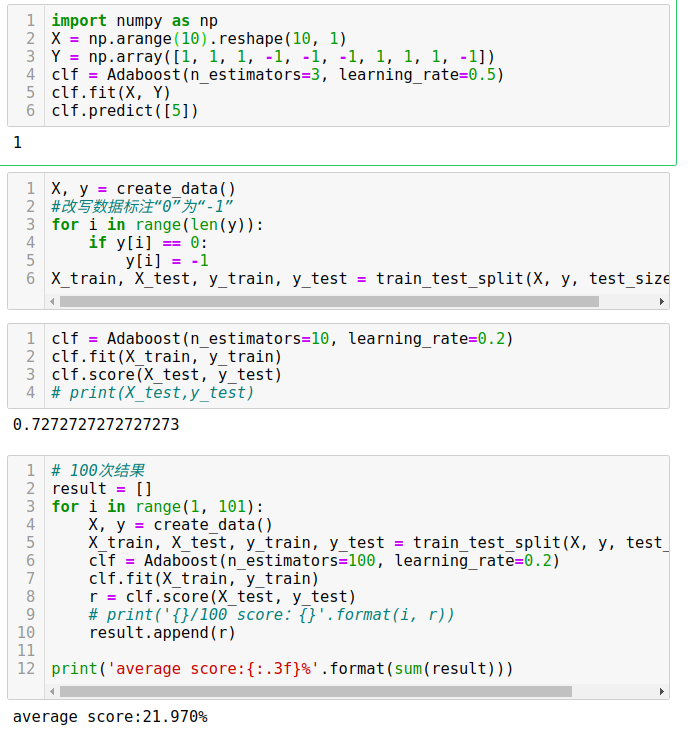 1 import numpy as np
2 X = np.arange(10).reshape(10, 1)
3 Y = np.array([1, 1, 1, -1, -1, -1, 1, 1, 1, -1])
4 clf = Adaboost(n_estimators=3, learning_rate=0.5)
5 clf.fit(X, Y)
6 clf.predict([5])
1
1 X, y = create_data()
2 #改写数据标注“0”为“-1”
3 for i in range(len(y)):
4     if y[i] == 0:
5         y[i] = -1
6 X_train, X_test, y_train, y_test = train_test_split(X, y, test_size
1 clf = Adaboost(n_estimators=10, learning_rate=0.2)
2 clf.fit(X_train, y_train)
3 clf.score(X_test, y_test)
4 # print(X_test,y_test)
0.7272727272727273
1 # 100次结果
2 result = []
3 for i in range(1, 101):
4     X, y = create_data()
5     X_train, X_test, y_train, y_test = train_test_split(X, y, test_
6     clf = Adaboost(n_estimators=100, learning_rate=0.2)
7     clf.fit(X_train, y_train)
8     r = clf.score(X_test, y_test)
9     # print('{}/100 score：{}'.format(i, r))
10     result.append(r)
11
12 print('average score:{:.3f}%'.format(sum(result)))
average score:21.970%